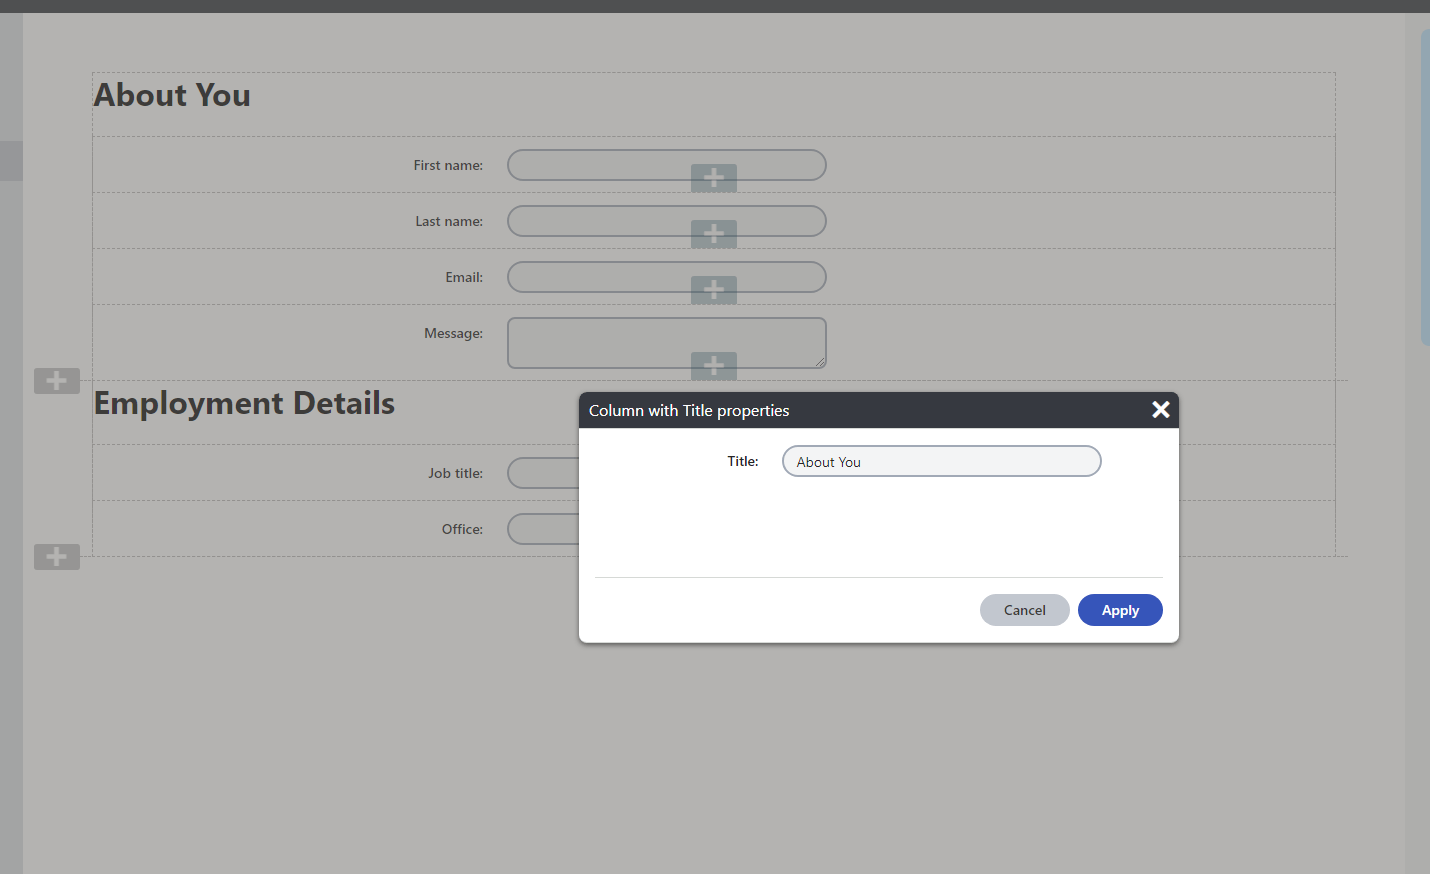 About You
First name:
Last name:
Email:
Message:
Employment Details
Job title:
Office:
Column with Title properties
Title: About You
Cancel Apply